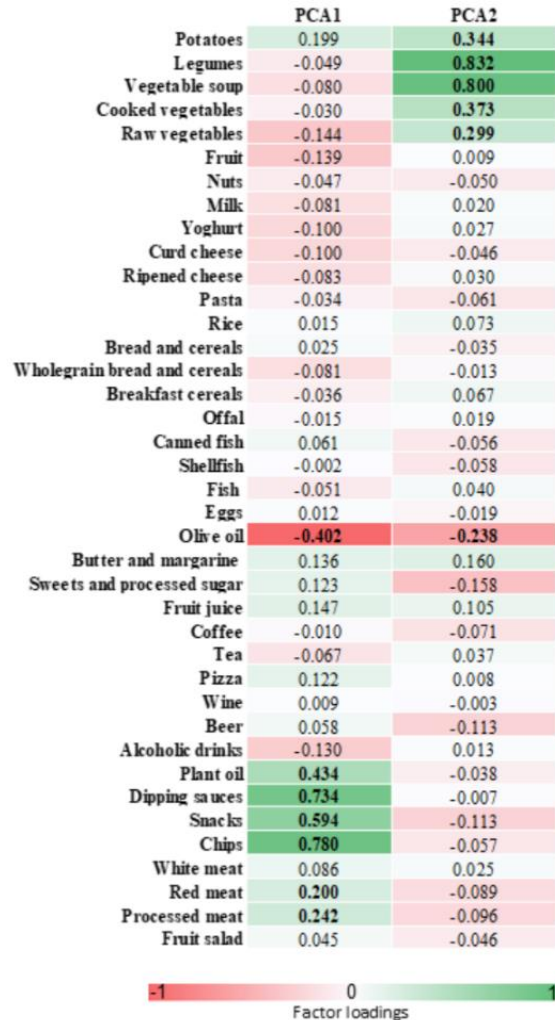 PCA1 PCA2
Potatoes 0.199 0.344
Legumes -0.049 0.832
Vegetable soup -0.080 0.800
Cooked vegetables -0.030 0.373
Raw vegetables -0.144 0.299
Fruit -0.139 0.009
Nuts -0.047 -0.050
Milk -0.081 0.020
Yoghurt -0.100 0.027
Curd cheese -0.100 -0.046
Ripened cheese -0.083 0.030
Pasta -0.034 -0.061
Rice 0.015 0.073
Bread and cereals 0.025 -0.035
Wholegrain bread and cereals -0.081 -0.013
Breakfast cereals -0.036 0.067
Offal -0.015 0.019
Canned fish 0.061 -0.056
Shellfish -0.002 -0.058
Fish -0.051 0.040
Eggs 0.012 -0.019
Olive oil -0.402 -0.238
Butter and margarine 0.136 0.160
Sweets and processed sugar 0.123 -0.158
Fruit juice 0.147 0.105
Coffee -0.010 -0.071
Tea -0.067 0.037
Pizza 0.122 0.008
Wine 0.009 -0.003
Beer 0.058 -0.113
Alcoholic drinks -0.130 0.013
Plant oil 0.434 -0.038
Dipping sauces 0.734 -0.007
Snacks 0.594 -0.113
Chips 0.780 -0.057
White meat 0.086 0.025
Red meat 0.200 -0.089
Processed meat 0.242 -0.096
Fruit salad 0.045 -0.046
-1 0 1
Factor loadings